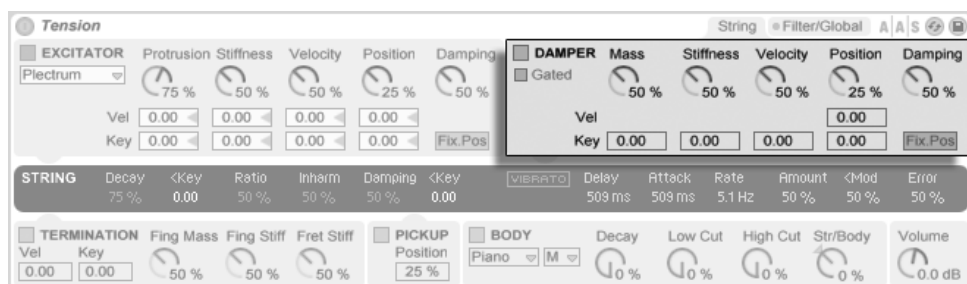 Tension String Filter/Global A A S
EXCITATOR Protrusion Stiffness Velocity Position Damping
Plectrum 75 % 50 % 50 % 25 % 50 %
Vel 0.00 0.00 0.00 0.00
Key 0.00 0.00 0.00 0.00 Fix.Pos
DAMPER Mass Stiffness Velocity Position Damping
Gated 50 % 50 % 50 % 25 % 50 %
Vel 0.00
Key 0.00 0.00 0.00 0.00 Fix.Pos
STRING Decay <Key Ratio Inharm Damping <Key VIBRATO Delay Attack Rate Amount <Mod Error
75 % 0.00 50 % 50 % 50 % 0.00 509 ms 509 ms 5.1 Hz 50 % 50 % 50 %
TERMINATION Fing Mass Fing Stiff Fret Stiff
Vel Key
0.00 0.00 50 % 50 % 50 %
PICKUP
Position
25 %
BODY Decay Low Cut High Cut Str/Body Volume
Piano M 0 % 0 % 0 % 0 % 0.0 dB